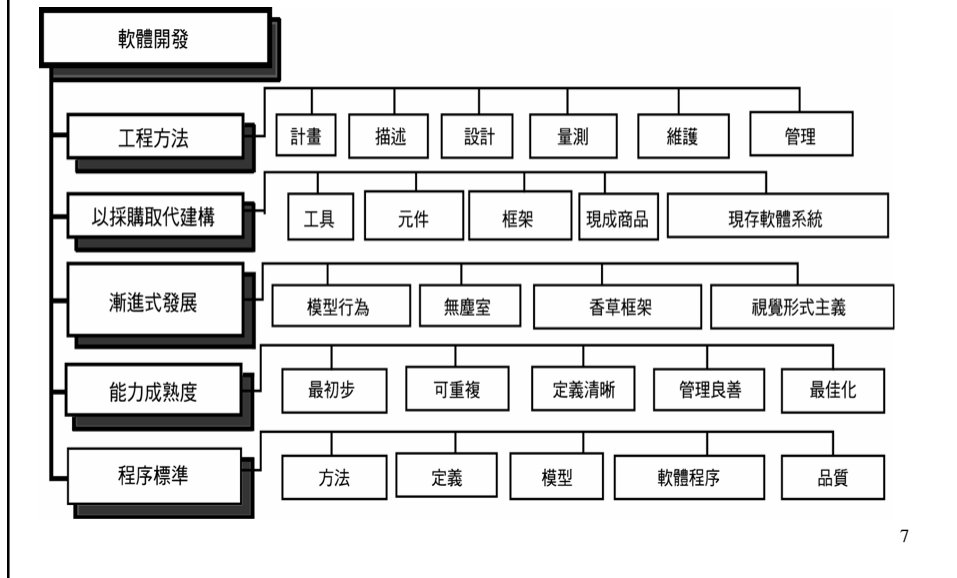 軟體開發
工程方法
計畫
描述
設計
量測
維護
管理
以採購取代建構
工具
元件
框架
現成商品
現存軟體系統
漸進式發展
模型行為
無塵室
香草框架
視覺形式主義
能力成熟度
最初步
可重複
定義清晰
管理良善
最佳化
程序標準
方法
定義
模型
軟體程序
品質
7